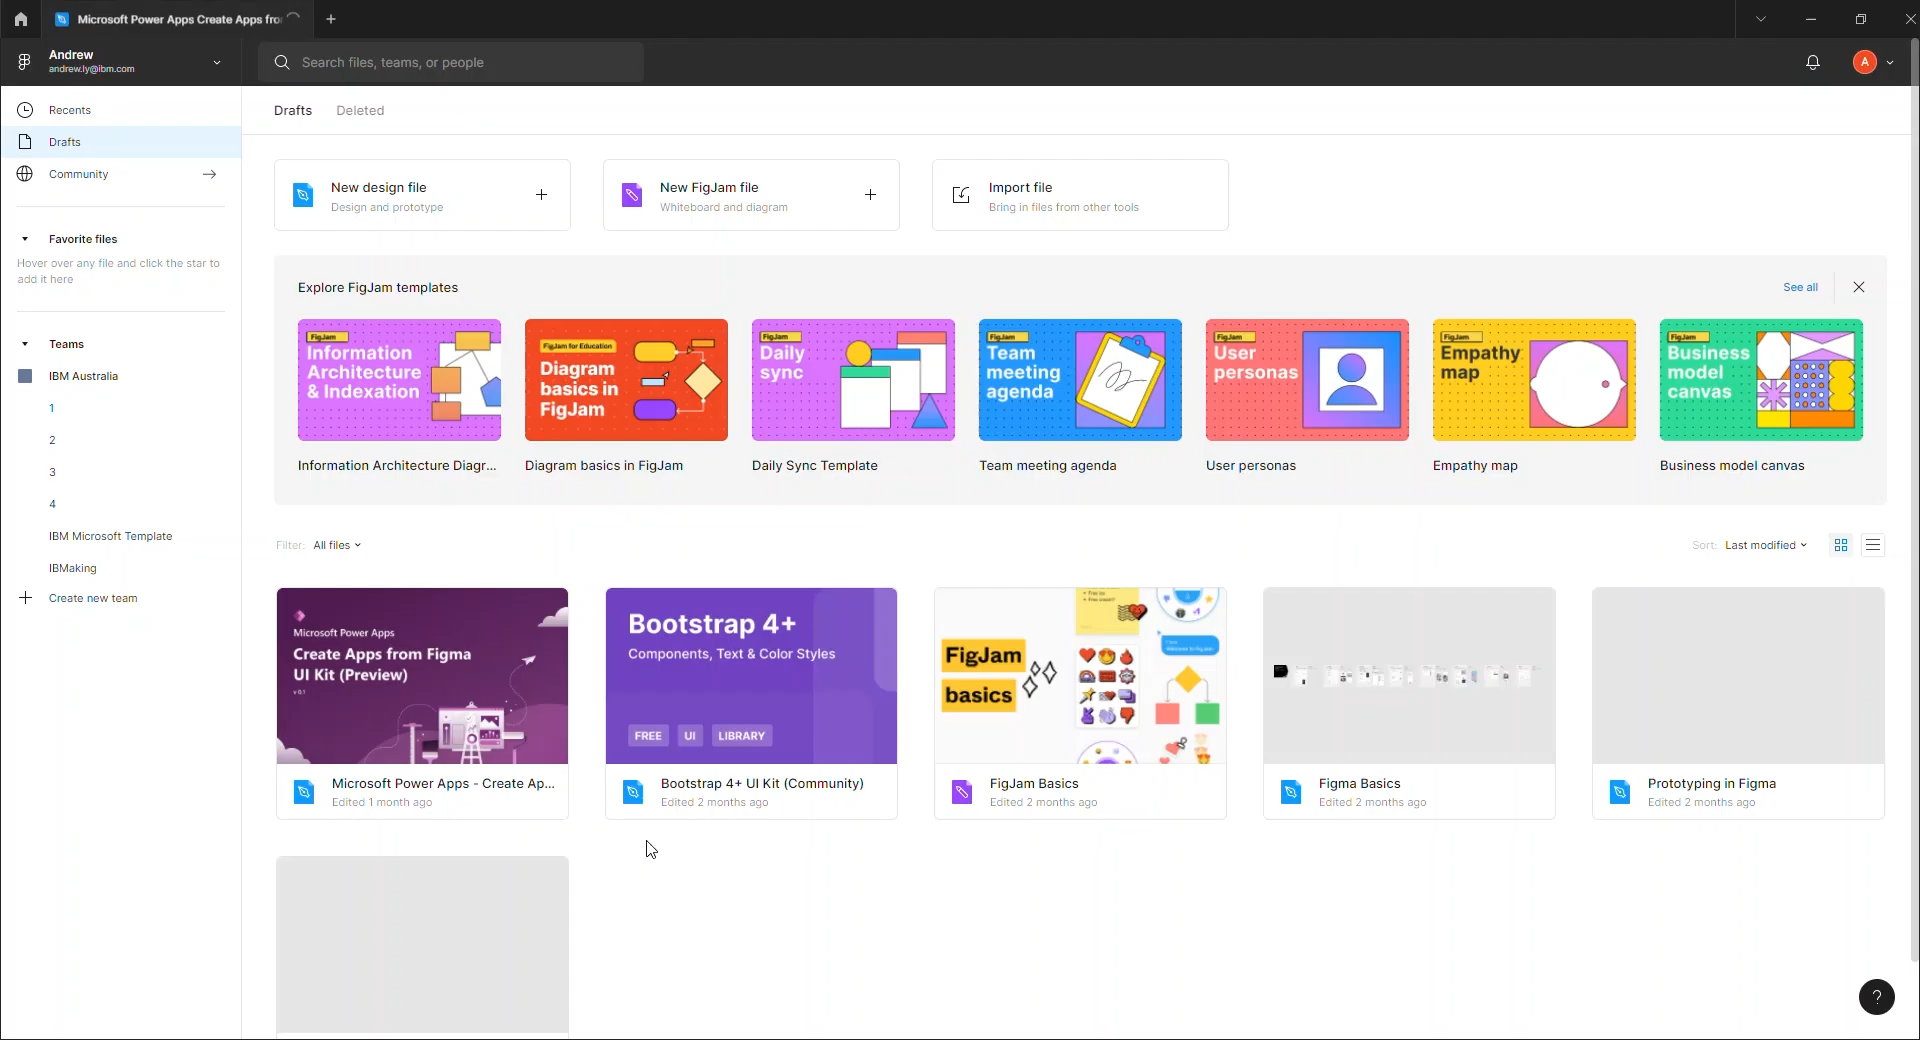 Microsoft Power Apps Create Apps fro
Andrew
andrew.ly@ibm.com
Search files, teams, or people
A
Recents
Drafts
Community
Favorite files
Hover over any file and click the star to
add it here
Teams
IBM Australia
1
2
3
4
IBM Microsoft Template
IBMaking
Create new team
Drafts
Deleted
New design file
Design and prototype
New FigJam file
Whiteboard and diagram
Import file
Bring in files from other tools
Explore FigJam templates
See all
FigJam
Information
Architecture
& Indexation
FigJam for Education
Diagram
basics in
FigJam
FigJam
Daily
sync
FigJam
Team
meeting
agenda
FigJam
User
personas
FigJam
Empathy
map
FigJam
Business
model
canvas
Information Architecture Diagr...
Diagram basics in FigJam
Daily Sync Template
Team meeting agenda
User personas
Empathy map
Business model canvas
Filter: All files
Sort: Last modified
Microsoft Power Apps
Create Apps from Figma
UI Kit (Preview)
Bootstrap 4+
Components, Text & Color Styles
FREE
UI
LIBRARY
FigJam
basics
Microsoft Power Apps - Create Ap...
Edited 1 month ago
Bootstrap 4+ UI Kit (Community)
Edited 2 months ago
FigJam Basics
Edited 2 months ago
Figma Basics
Edited 2 months ago
Prototyping in Figma
Edited 2 months ago
?